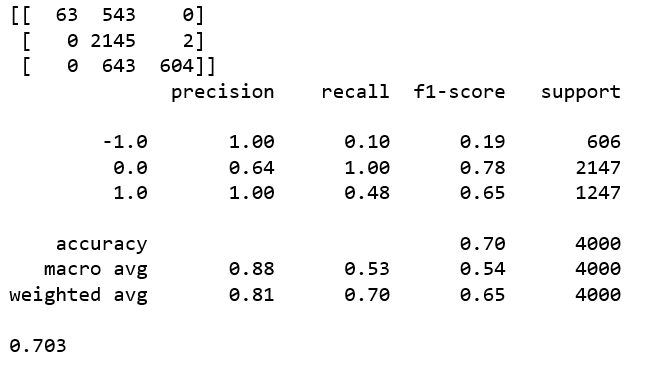 [[  63  543    0]
 [   0 2145    2]
 [   0  643  604]]
              precision    recall  f1-score   support

        -1.0       1.00      0.10      0.19       606
         0.0       0.64      1.00      0.78      2147
         1.0       1.00      0.48      0.65      1247

    accuracy                           0.70      4000
   macro avg       0.88      0.53      0.54      4000
weighted avg       0.81      0.70      0.65      4000

0.703